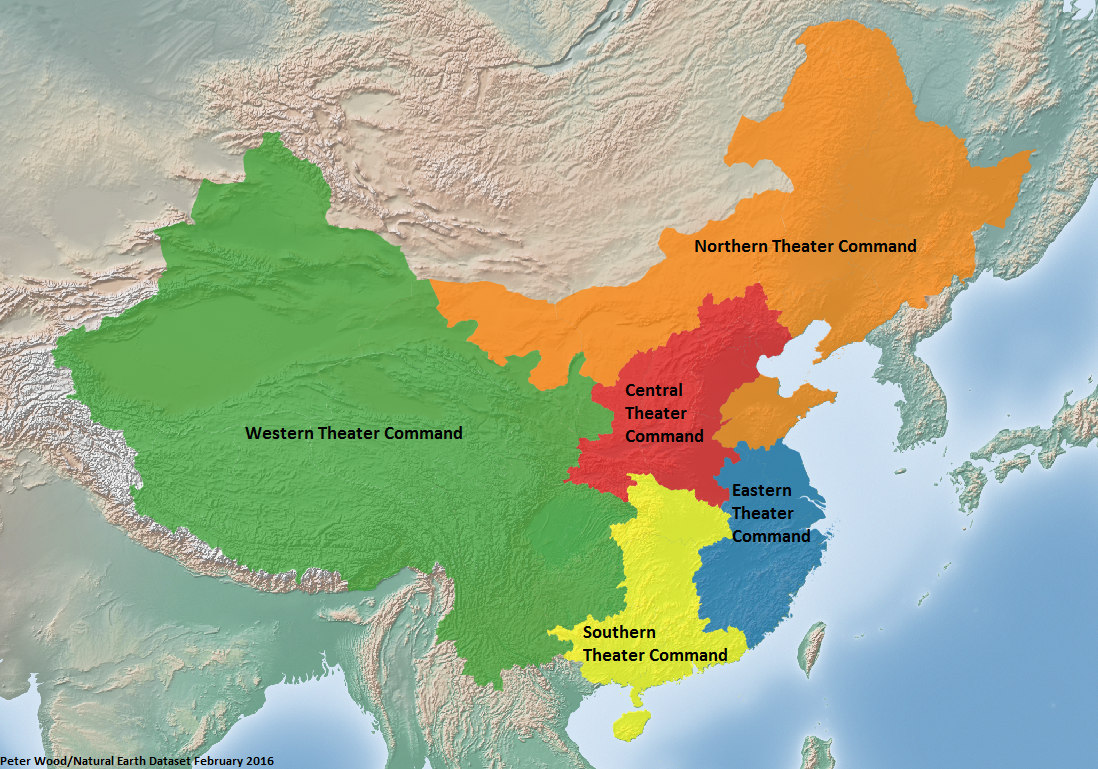 Northern Theater Command
Central
Theater
Command
Western Theater Command
Eastern
Theater
Command
Southern
Theater Command
Peter Wood/Natural Earth Dataset February 2016